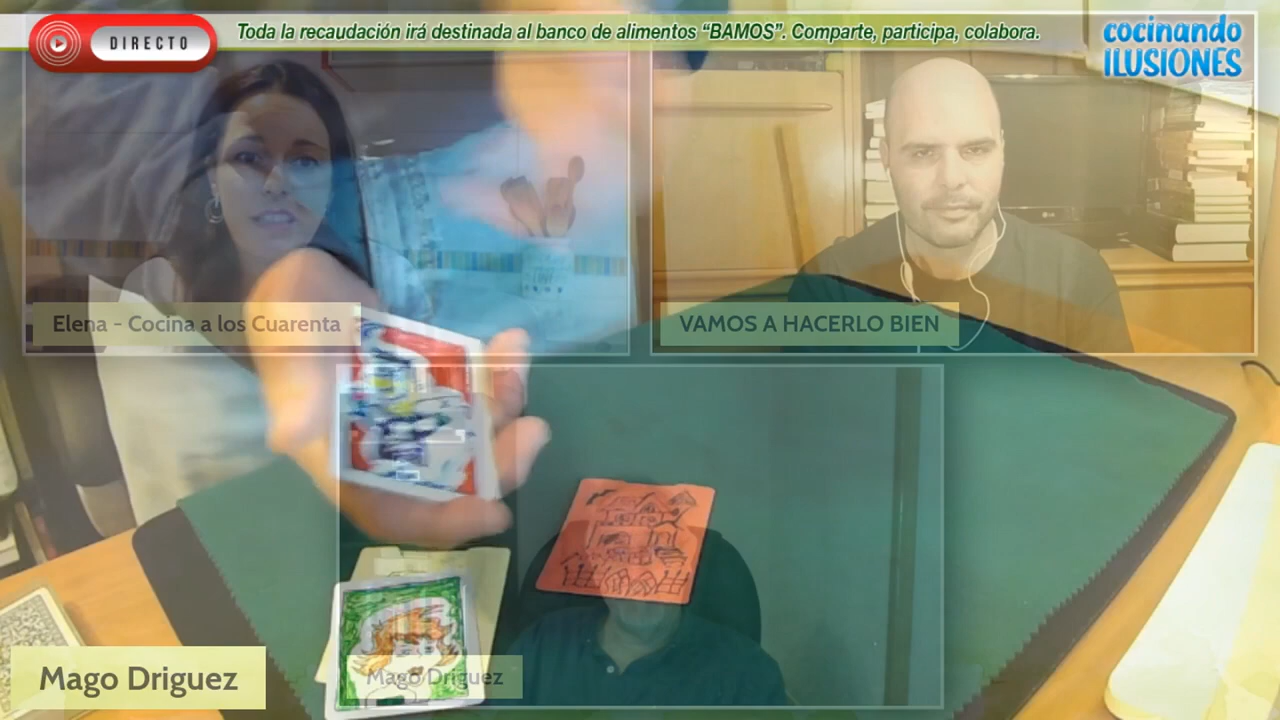 DIRECTO
Toda la recaudación irá destinada al banco de alimentos “BAMOS”. Comparte, participa, colabora.
cocinando
ILUSIONES
Elena - Cocina a los Cuarenta
VAMOS A HACERLO BIEN
Mago Driguez
Mago Driguez